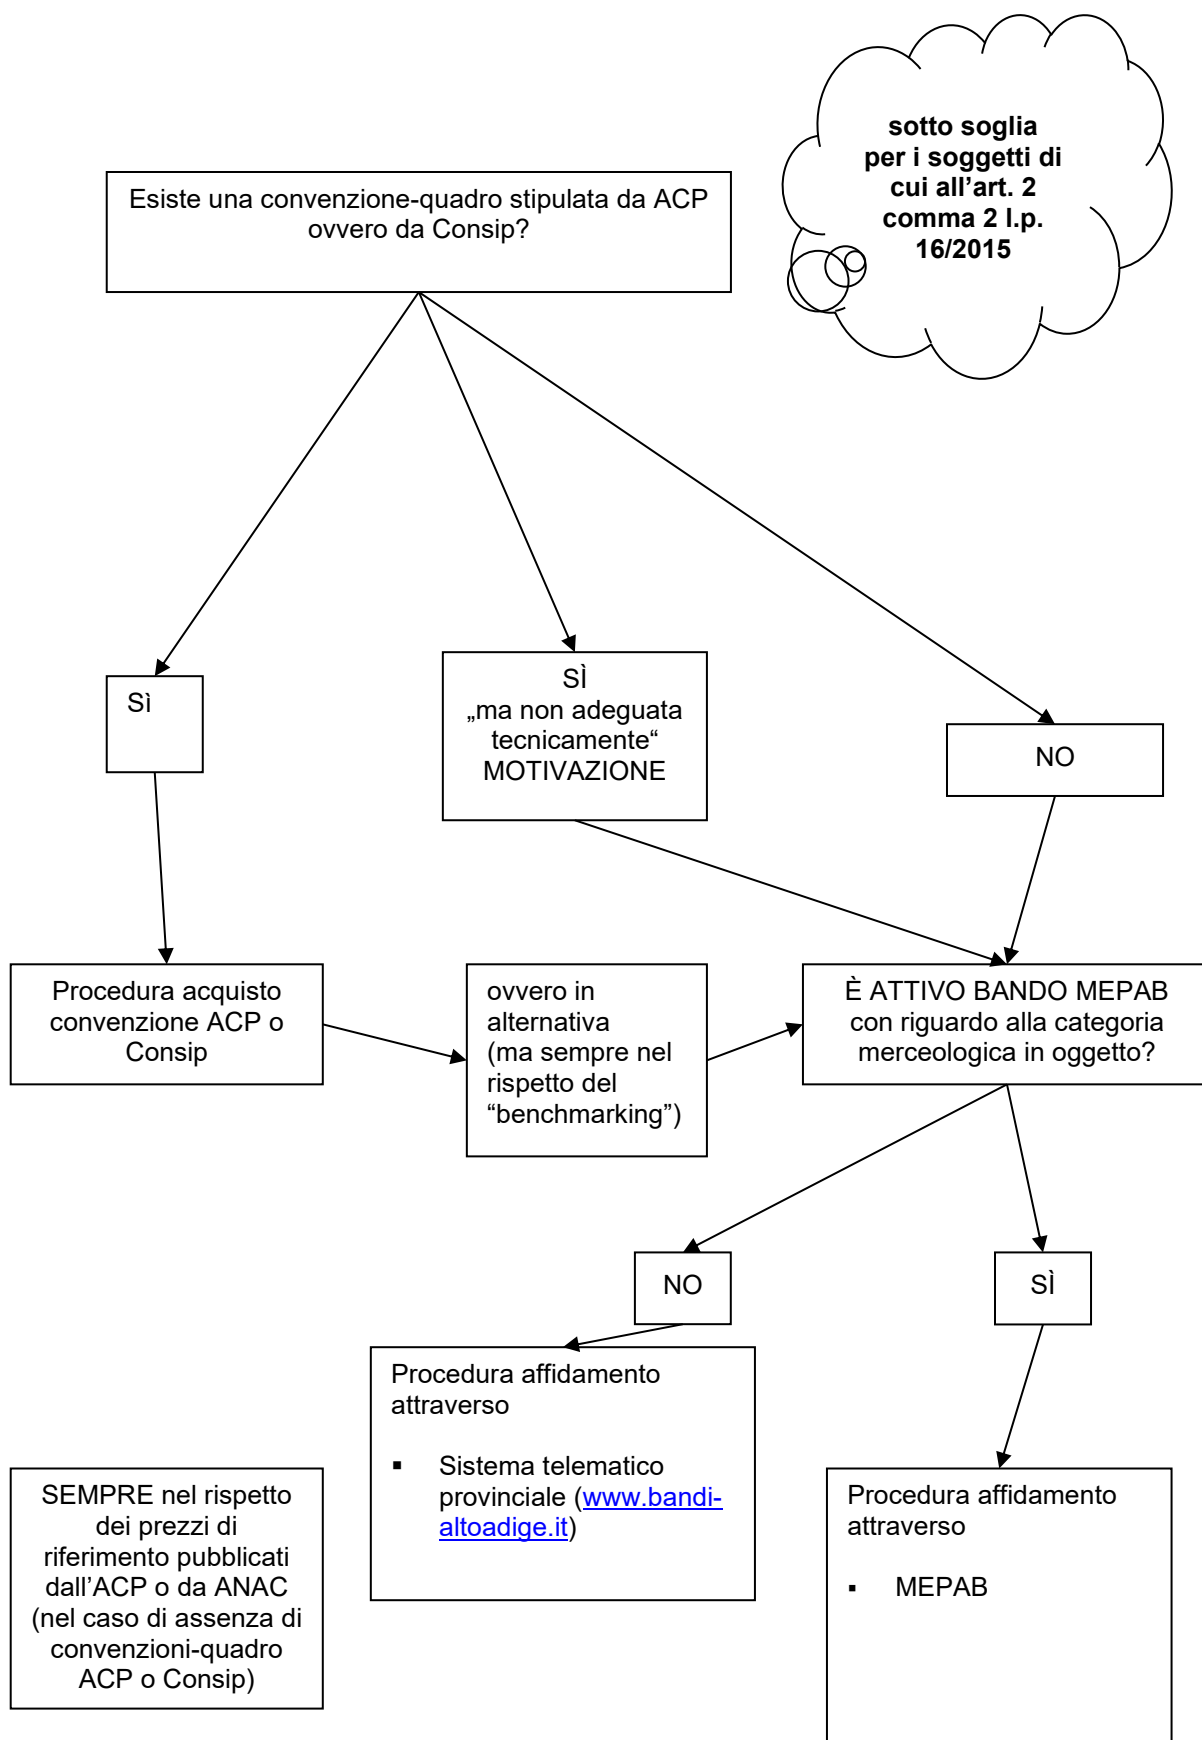 sotto soglia
per i soggetti di
cui all'art. 2
comma 2 l.p.
16/2015
Esiste una convenzione-quadro stipulata da ACP
ovvero da Consip?
Sì
SÌ
„ma non adeguata
tecnicamente“
MOTIVAZIONE
NO
Procedura acquisto
convenzione ACP o
Consip
ovvero in
alternativa
(ma sempre nel
rispetto del
“benchmarking”)
È ATTIVO BANDO MEPAB
con riguardo alla categoria
merceologica in oggetto?
NO
SÌ
Procedura affidamento
attraverso
▪ Sistema telematico
provinciale (www.bandi-
altoadige.it)
SEMPRE nel rispetto
dei prezzi di
riferimento pubblicati
dall'ACP o da ANAC
(nel caso di assenza di
convenzioni-quadro
ACP o Consip)
Procedura affidamento
attraverso
▪ MEPAB